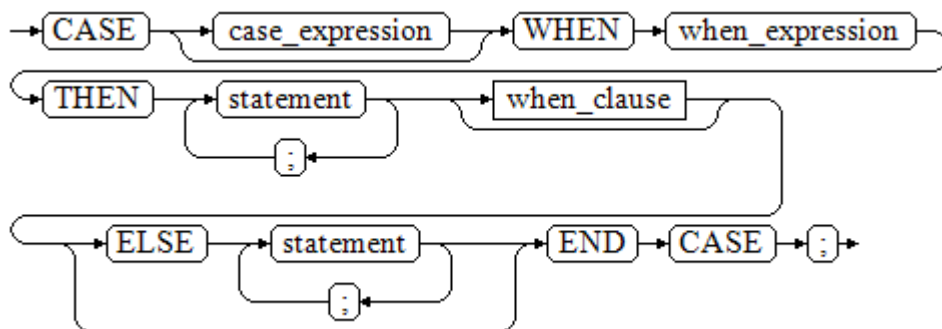 CASE case_expression WHEN when_expression
THEN statement when_clause
;
ELSE statement END CASE ;
;